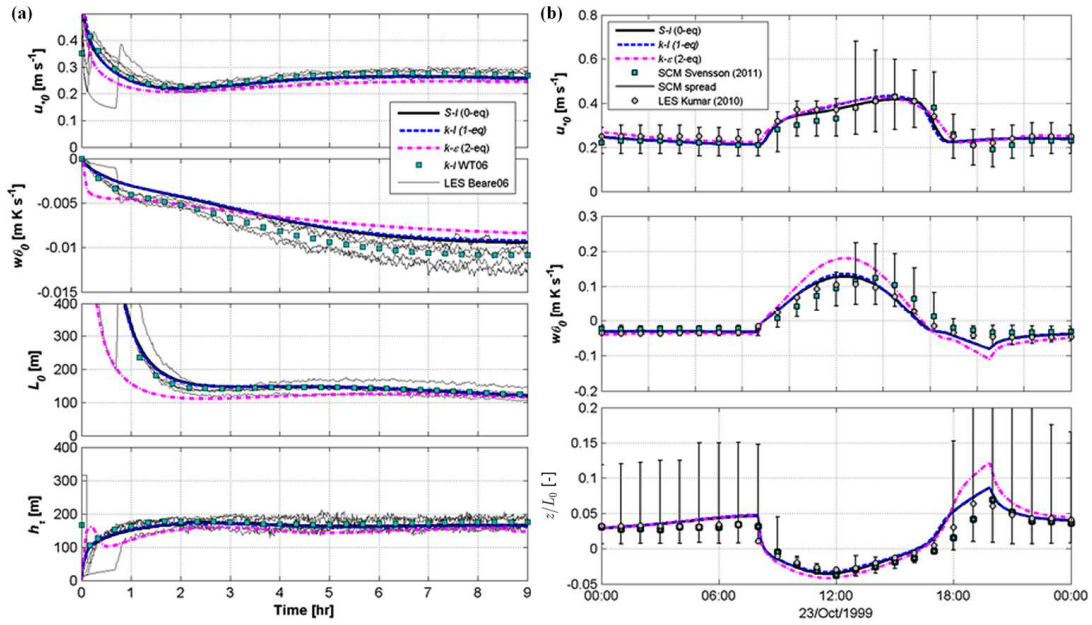 (a)
u*0 [m s-1]
0.4
0.3
0.2
0.1
0
wθ0 [m K s-1]
0
-0.005
-0.01
-0.015
S-l (0-eq)
k-l (1-eq)
k-ε (2-eq)
k-l WT06
LES Beare06
L0 [m]
400
300
200
100
0
ht [m]
400
300
200
100
0
0 1 2 3 4 5 6 7 8 9
Time [hr]
(b)
u*0 [m s-1]
0.8
0.6
0.4
0.2
0
S-l (0-eq)
k-l (1-eq)
k-ε (2-eq)
SCM Svensson (2011)
SCM spread
LES Kumar (2010)
wθ0 [m K s-1]
0.3
0.2
0.1
0
-0.1
0.2
z/L0 [-]
0.2
0.15
0.1
0.05
0
-0.05
00:00 06:00 12:00 18:00 00:00
23/Oct/1999